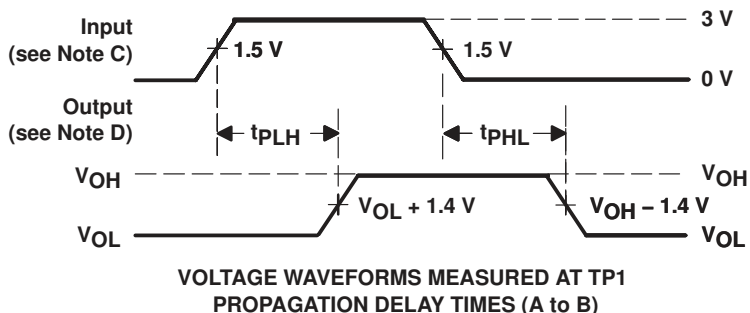 Input
(see Note C)
1.5 V
1.5 V
3 V
0 V
Output
(see Note D)
tPLH
tPHL
VOH
VOH
VOL + 1.4 V
VOH – 1.4 V
VOL
VOL
VOLTAGE WAVEFORMS MEASURED AT TP1
PROPAGATION DELAY TIMES (A to B)